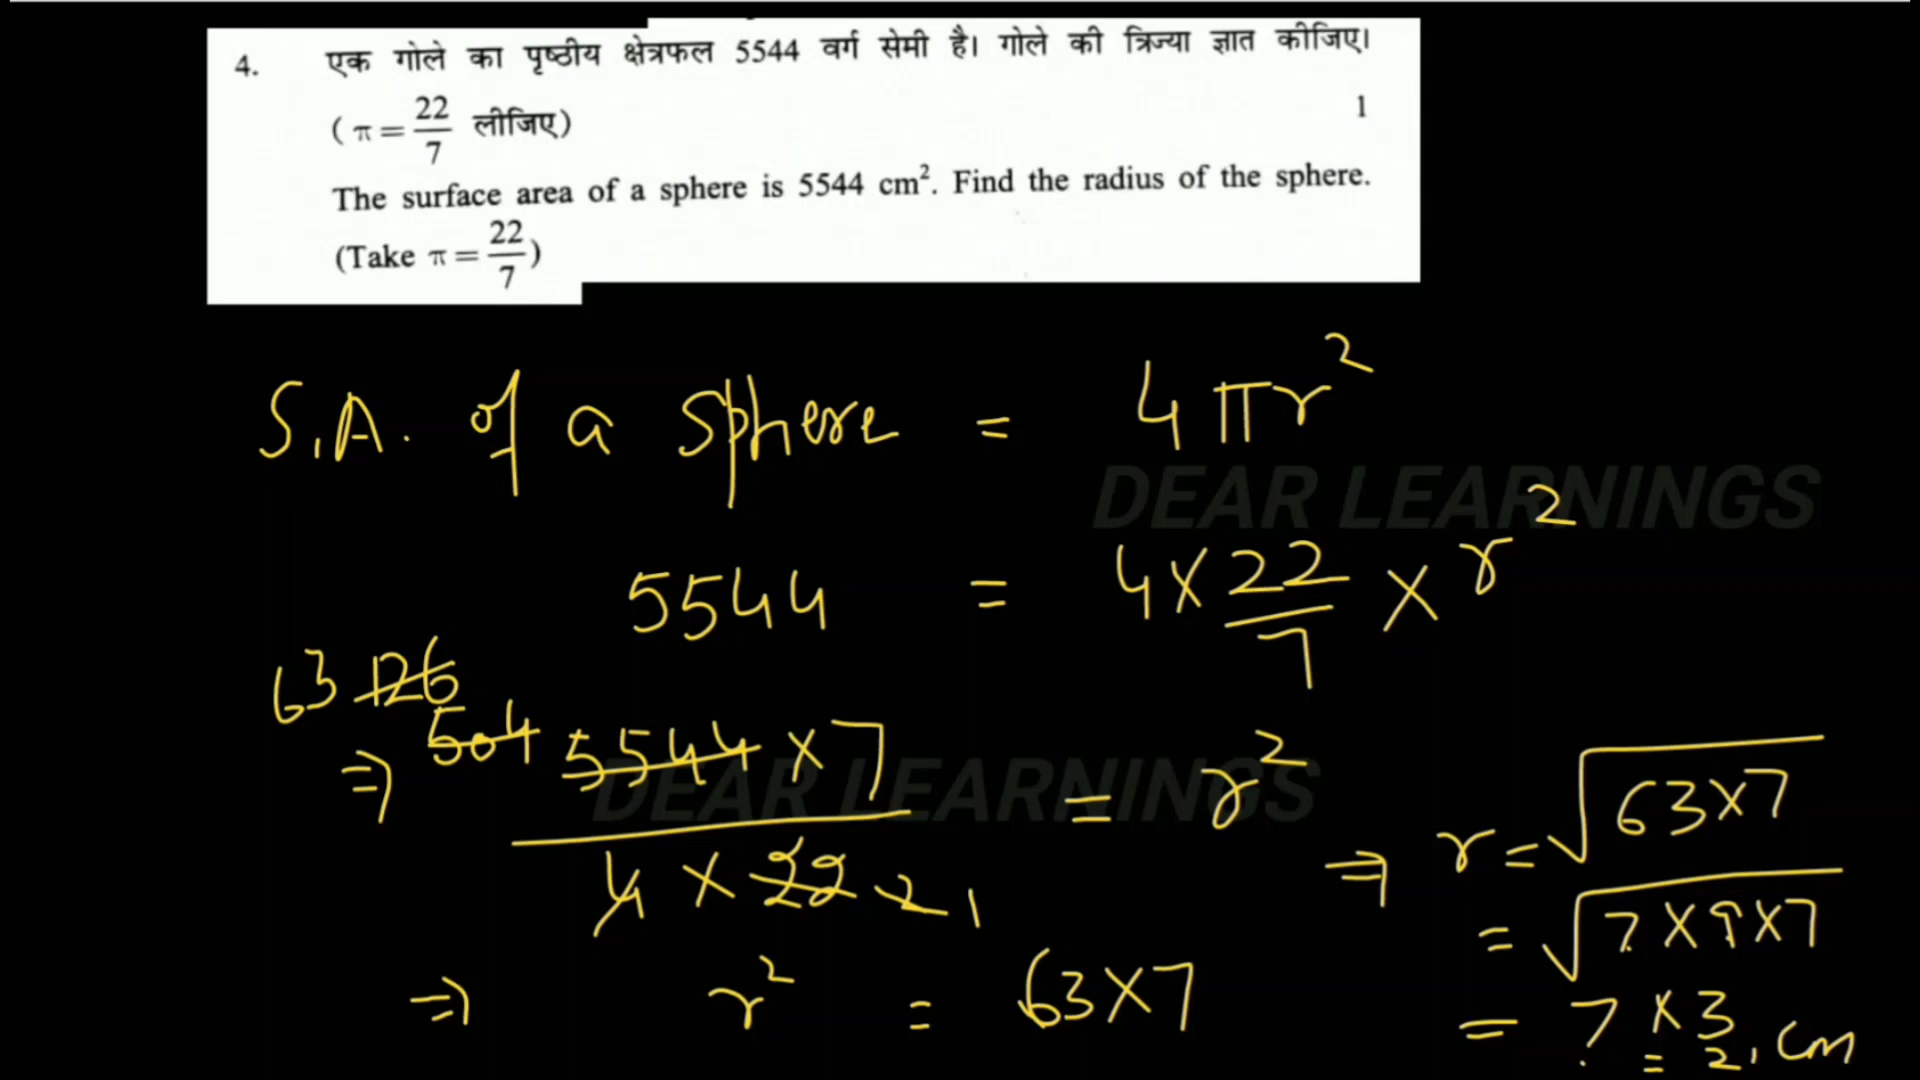 4. एक गोले का पृष्ठीय क्षेत्रफल 5544 वर्ग सेमी है। गोले की त्रिज्या ज्ञात कीजिए।
( π = 22/7 लीजिए) 1
The surface area of a sphere is 5544 cm². Find the radius of the sphere.
(Take π = 22/7)
S.A. of a sphere = 4πr²
DEAR LEARNINGS
5544 = 4 × 22/7 × r²
63 126
⇒ 504 5544 × 7 / 4 × 22 2 1 = r²
DEAR LEARNINGS
⇒ r = √63×7
= √7×9×7
⇒ r² = 63×7
= 7 × 3
= 21 cm